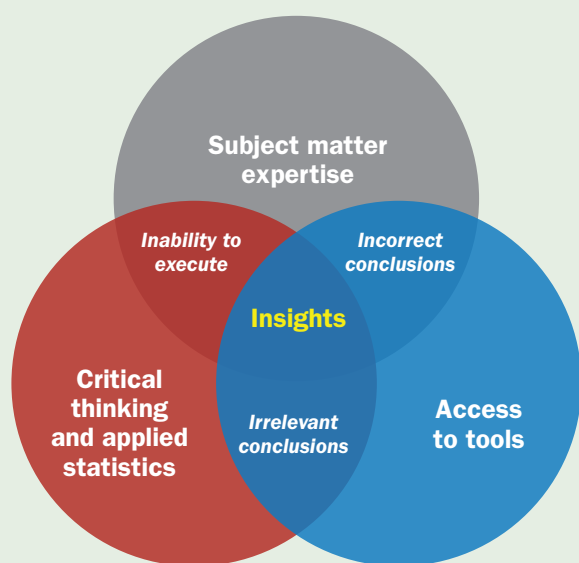 Subject matter
expertise
Inability to
execute
Incorrect
conclusions
Insights
Critical
thinking
and applied
statistics
Irrelevant
conclusions
Access
to tools